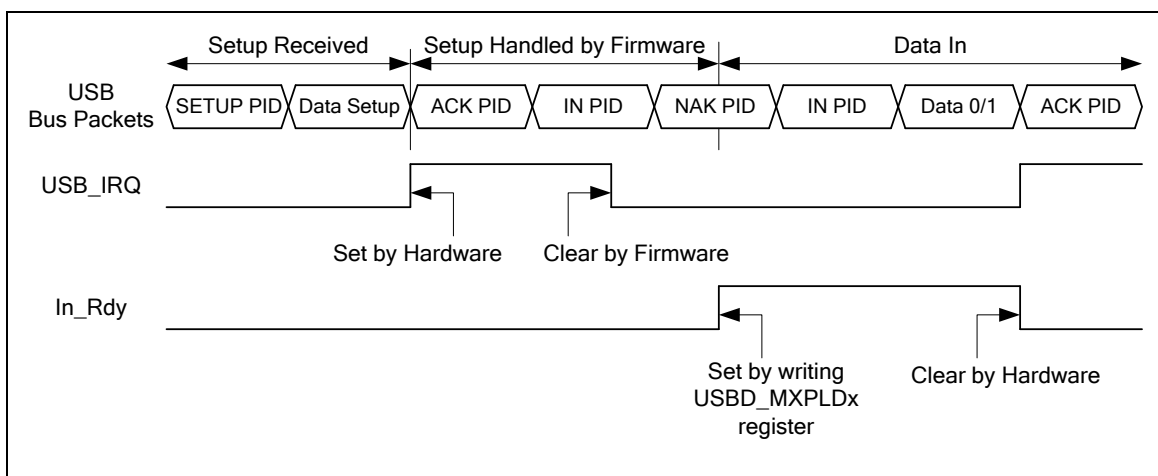 Setup Received
Setup Handled by Firmware
Data In
USB
Bus Packets
SETUP PID
Data Setup
ACK PID
IN PID
NAK PID
IN PID
Data 0/1
ACK PID
USB_IRQ
Set by Hardware
Clear by Firmware
In_Rdy
Set by writing
USBD_MXPLDx
register
Clear by Hardware